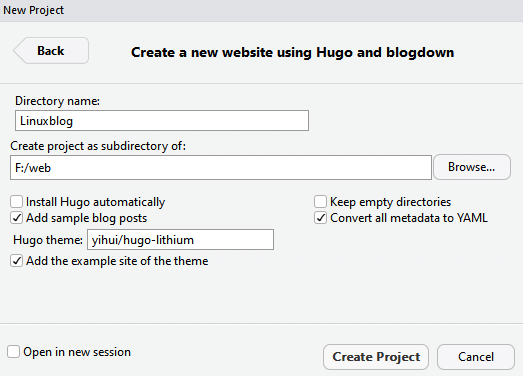 New Project
Back
Create a new website using Hugo and blogdown
Directory name:
Linuxblog
Create project as subdirectory of:
F:/web
Browse...
Install Hugo automatically
Keep empty directories
Add sample blog posts
Convert all metadata to YAML
Hugo theme: yihui/hugo-lithium
Add the example site of the theme
Open in new session
Create Project
Cancel